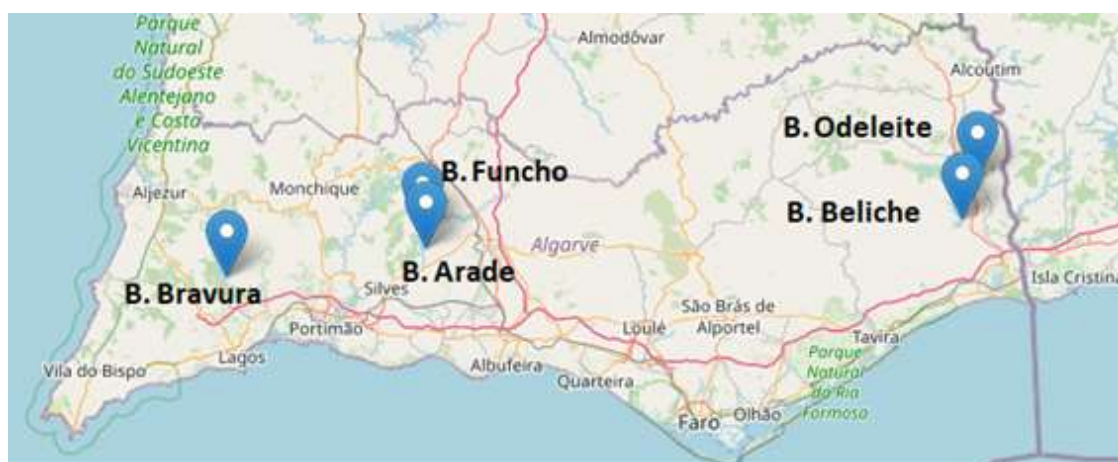 Parque
Natural
do Sudoeste
Alentejano
e Costa
Vicentina
Almodôvar
Alcoutim
B. Odeleite
B. Funcho
Aljezur
Monchique
B. Beliche
Algarve
B. Arade
B. Bravura
Silves
Isla Cristina
São Brás de
Alportel
Portimão
Loulé
Tavira
Lagos
Albufeira
Vila do Bispo
Quarteira
Parque
Natural
da Ria
Formosa
Faro
Olhão